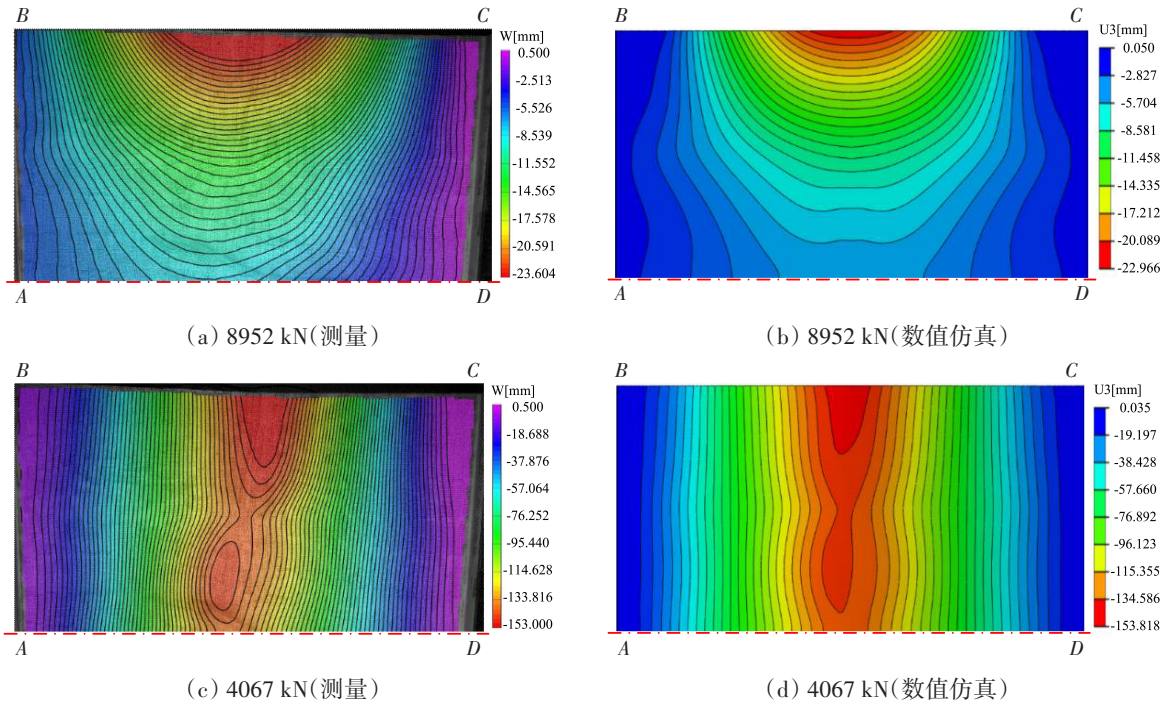 B C
W[mm]
0.500
-2.513
-5.526
-8.539
-11.552
-14.565
-17.578
-20.591
-23.604
A D
(a) 8952 kN(测量)
B C
U3[mm]
0.050
-2.827
-5.704
-8.581
-11.458
-14.335
-17.212
-20.089
-22.966
A D
(b) 8952 kN(数值仿真)
B C
W[mm]
0.500
-18.688
-37.876
-57.064
-76.252
-95.440
-114.628
-133.816
-153.000
A D
(c) 4067 kN(测量)
B C
U3[mm]
0.035
-19.197
-38.428
-57.660
-76.892
-96.123
-115.355
-134.586
-153.818
A D
(d) 4067 kN(数值仿真)